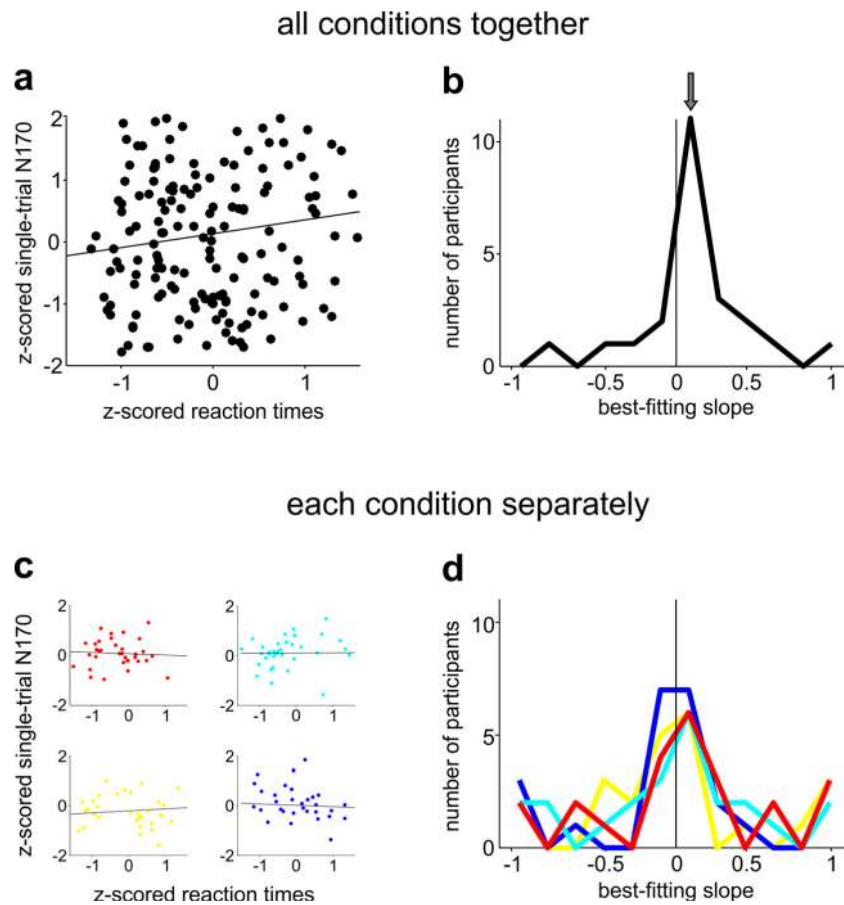 all conditions together
a
z-scored single-trial N170
2
1
0
-1
-2
-1 0 1
z-scored reaction times
b
number of participants
10
5
0
-1 -0.5 0 0.5 1
best-fitting slope
each condition separately
c
z-scored single-trial N170
2
0
-2
-1 0 1
2
0
-2
-1 0 1
2
0
-2
-1 0 1
2
0
-2
-1 0 1
z-scored reaction times
d
number of participants
10
5
0
-1 -0.5 0 0.5 1
best-fitting slope